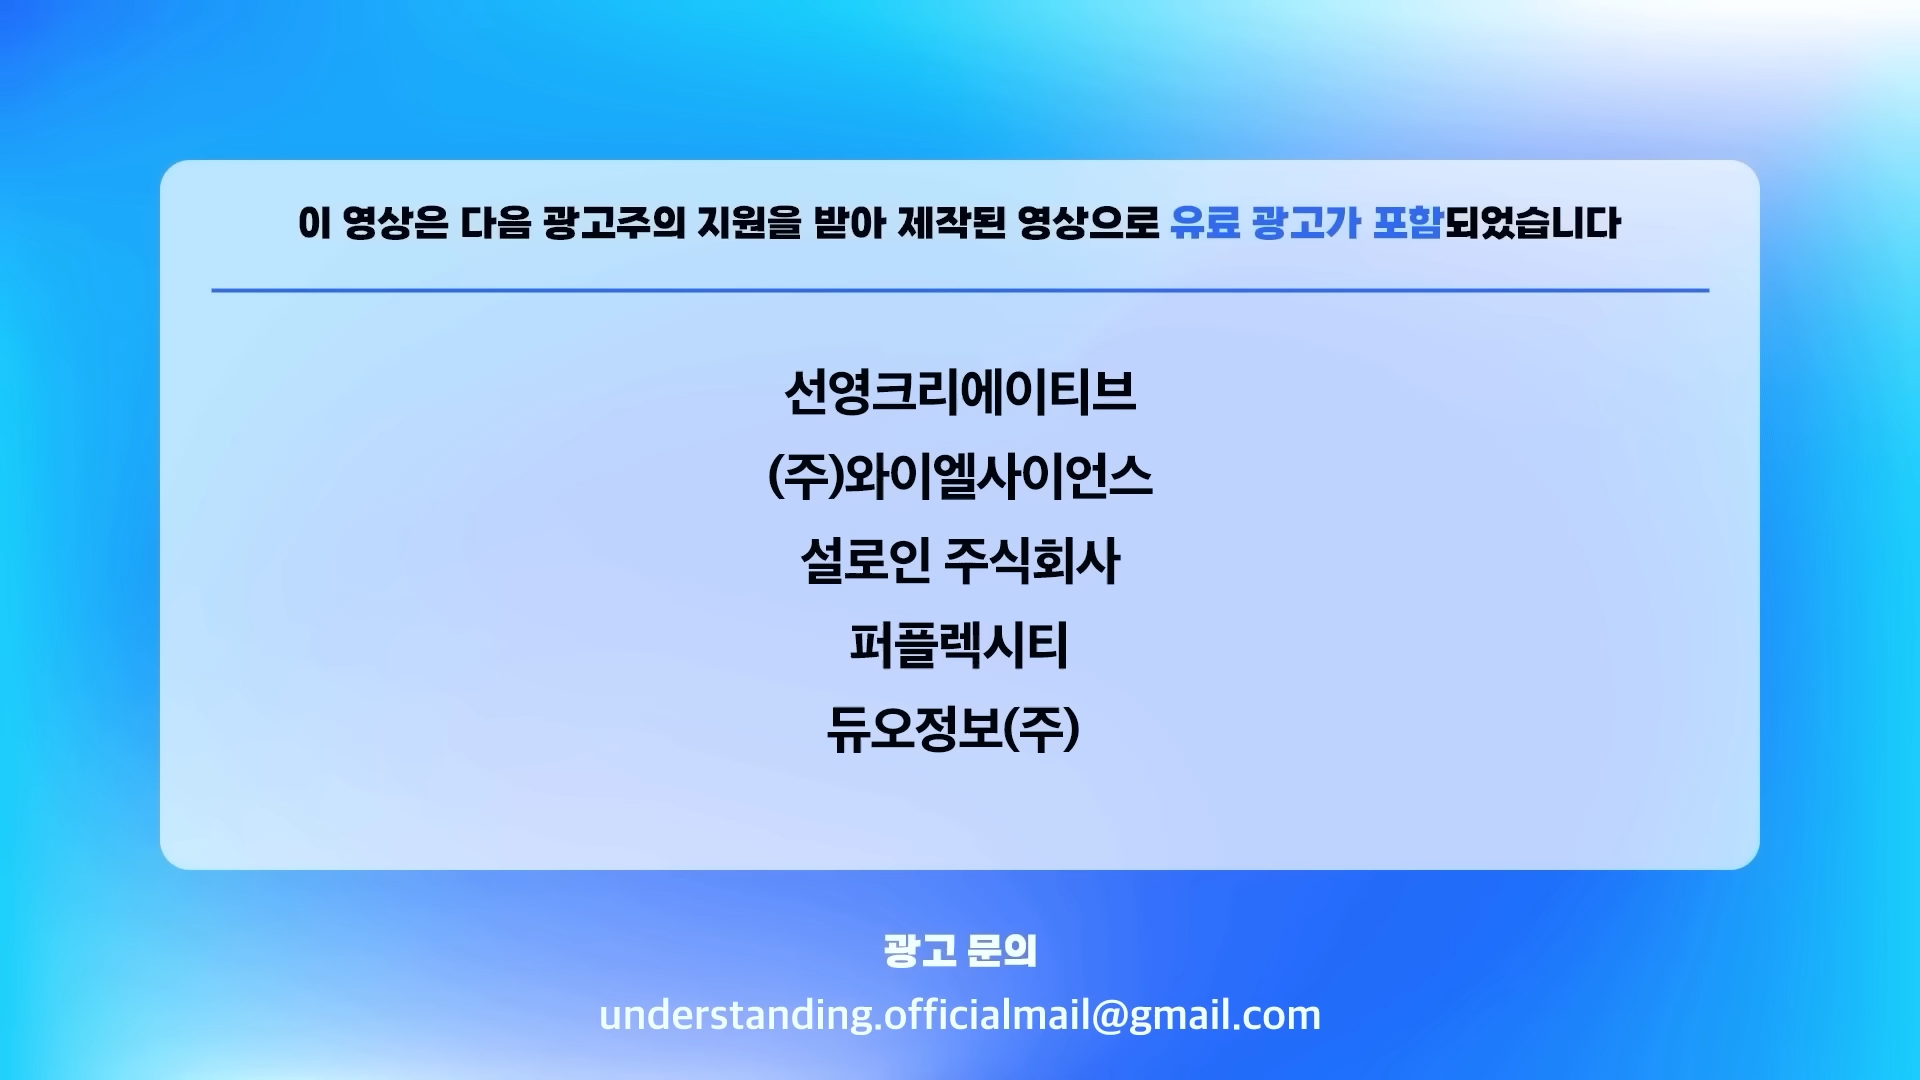 이 영상은 다음 광고주의 지원을 받아 제작된 영상으로 유료 광고가 포함되었습니다
선영크리에이티브
(주)와이엘사이언스
설로인 주식회사
퍼플렉시티
듀오정보(주)
광고 문의
understanding.officialmail@gmail.com